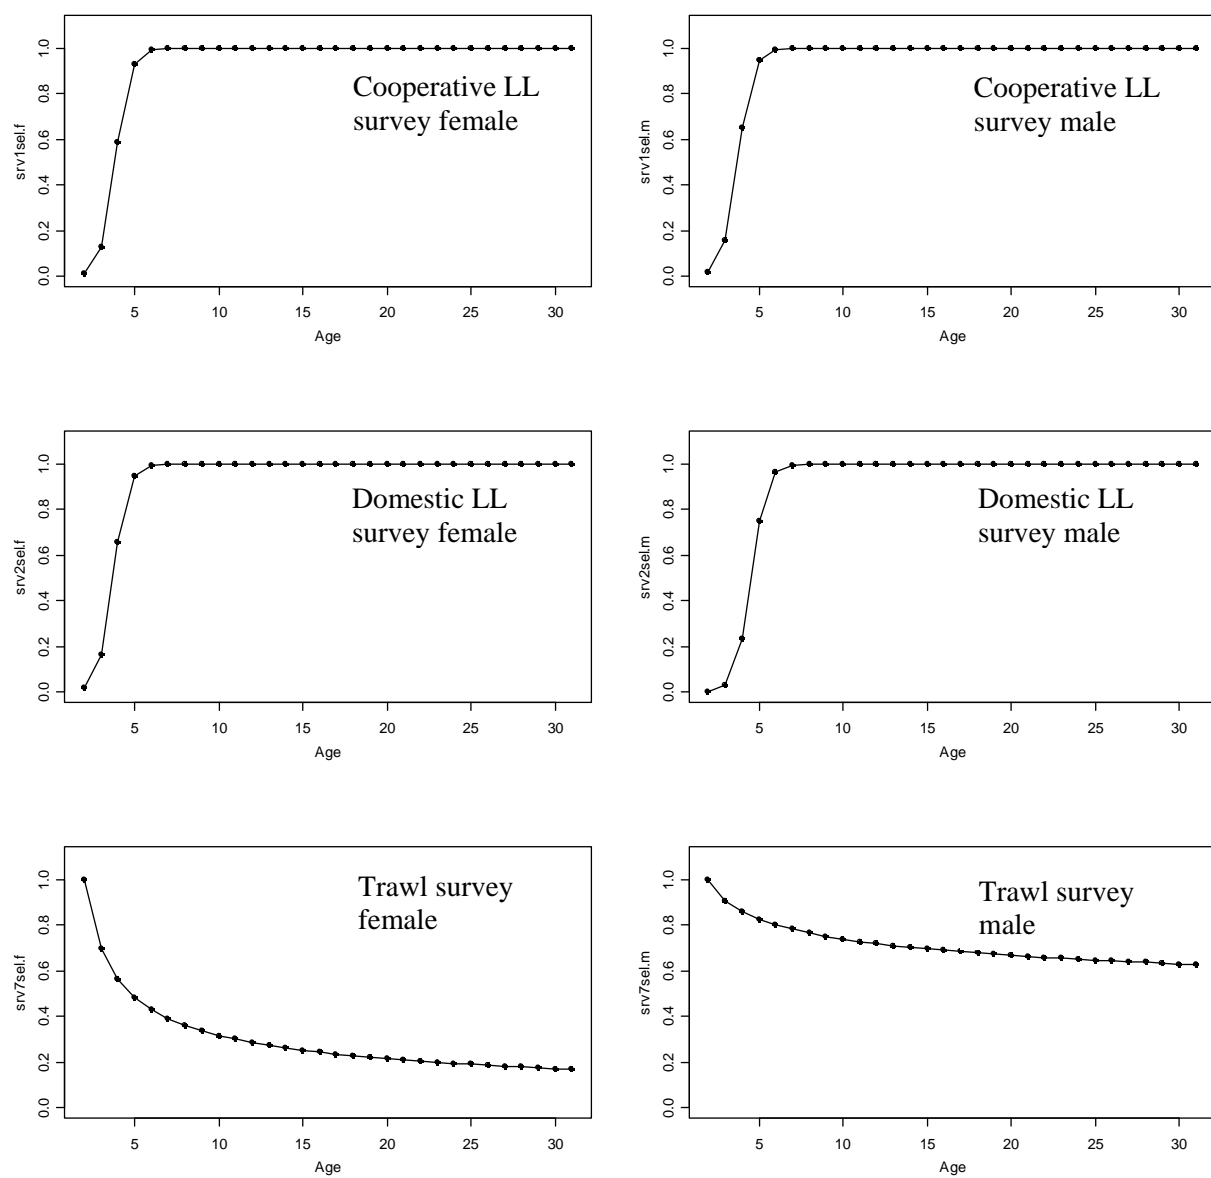 srv1sel.f
1.0
0.8
0.6
0.4
0.2
0.0
Cooperative LL
survey female
5 10 15 20 25 30
Age
srv1sel.m
1.0
0.8
0.6
0.4
0.2
0.0
Cooperative LL
survey male
5 10 15 20 25 30
Age
srv2sel.f
1.0
0.8
0.6
0.4
0.2
0.0
Domestic LL
survey female
5 10 15 20 25 30
Age
srv2sel.m
1.0
0.8
0.6
0.4
0.2
0.0
Domestic LL
survey male
5 10 15 20 25 30
Age
srv7sel.f
1.0
0.8
0.6
0.4
0.2
0.0
Trawl survey
female
5 10 15 20 25 30
Age
srv7sel.m
1.0
0.8
0.6
0.4
0.2
0.0
Trawl survey
male
5 10 15 20 25 30
Age